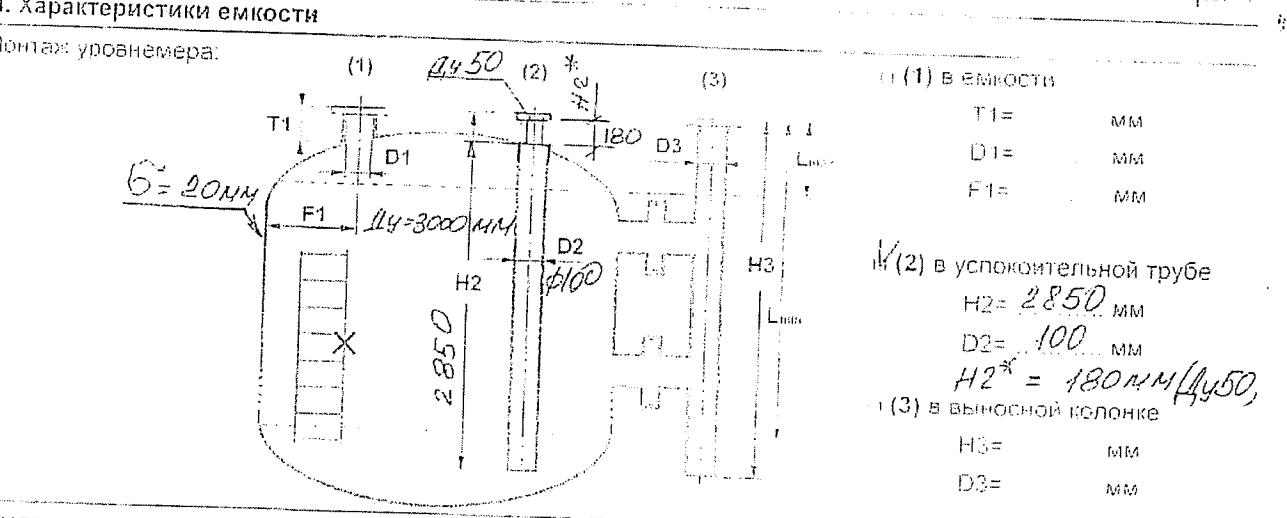 Характеристики емкости
Монтаж уровнемера:
(1)
Ду50
(2)
H2*
(3)
T1
180
D3
D1
б = 20мм
F1
Ду=3000мм
D2
ф100
H2
2850
H3
(1) в емкости
T1= мм
D1= мм
F1= мм
(2) в успокоительной трубе
H2= 2850 мм
D2= 100 мм
H2* = 180мм (Ду50,
(3) в выносной колонке
H3= мм
D3= мм